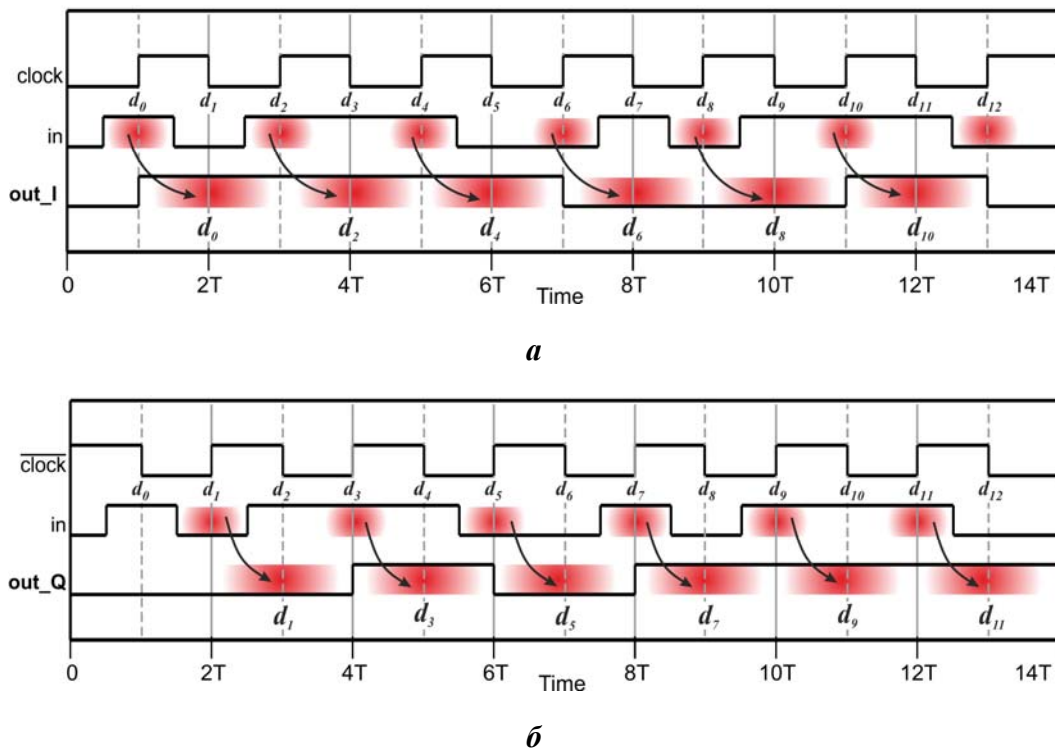 clock
d0 d1 d2 d3 d4 d5 d6 d7 d8 d9 d10 d11 d12
in
out_I
d0 d2 d4 d6 d8 d10
0 2T 4T 6T 8T 10T 12T 14T
Time
а
clock
d0 d1 d2 d3 d4 d5 d6 d7 d8 d9 d10 d11 d12
in
out_Q
d1 d3 d5 d7 d9 d11
0 2T 4T 6T 8T 10T 12T 14T
Time
б